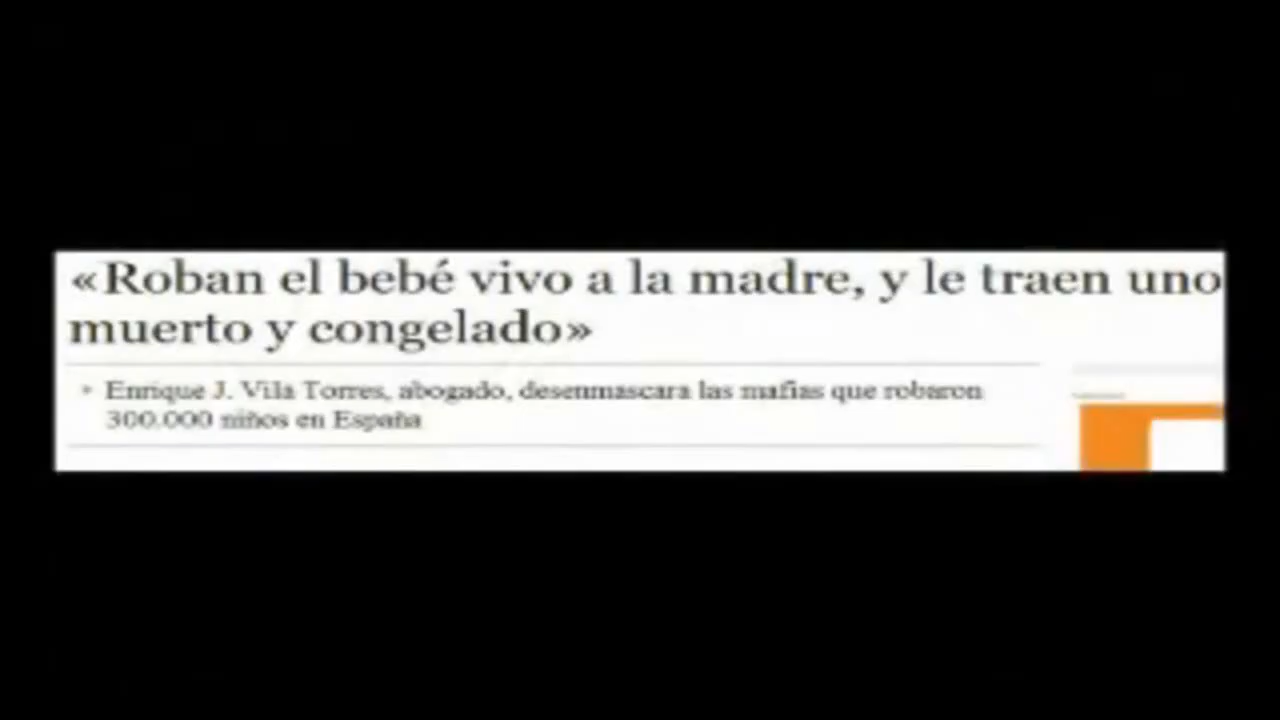 «Roban el bebé vivo a la madre, y le traen uno
muerto y congelado»
Enrique J. Vila Torres, abogado, desenmascara las mafias que robaron
300.000 niños en España